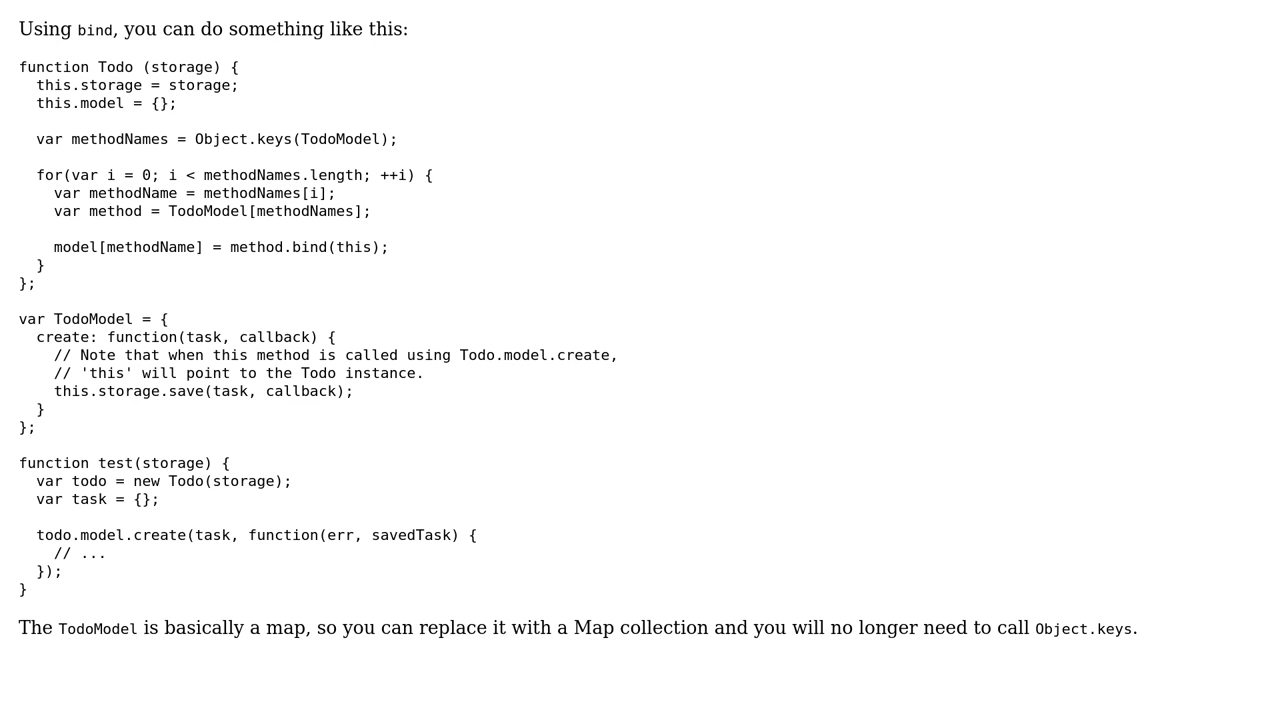 Using bind, you can do something like this:
function Todo (storage) {
  this.storage = storage;
  this.model = {};

  var methodNames = Object.keys(TodoModel);

  for(var i = 0; i < methodNames.length; ++i) {
    var methodName = methodNames[i];
    var method = TodoModel[methodNames];

    model[methodName] = method.bind(this);
  }
};

var TodoModel = {
  create: function(task, callback) {
    // Note that when this method is called using Todo.model.create,
    // 'this' will point to the Todo instance.
    this.storage.save(task, callback);
  }
};

function test(storage) {
  var todo = new Todo(storage);
  var task = {};

  todo.model.create(task, function(err, savedTask) {
    // ...
  });
}
The TodoModel is basically a map, so you can replace it with a Map collection and you will no longer need to call Object.keys.